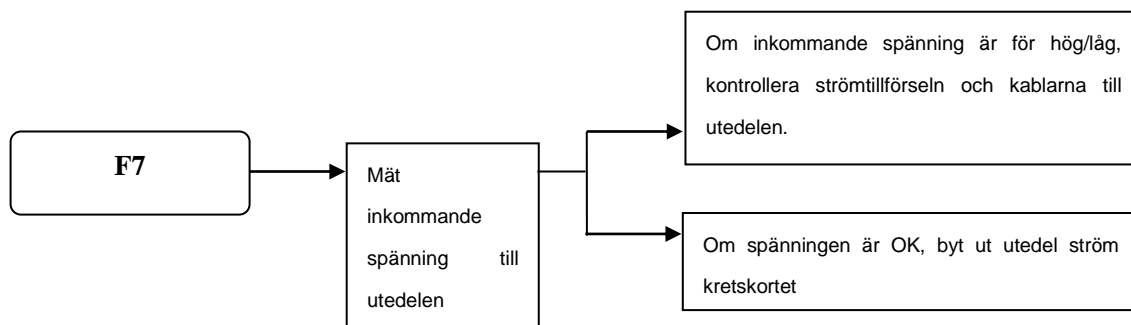 F7
Mät
inkommande
spänning till
utedelen
Om inkommande spänning är för hög/låg,
kontrollera strömtillförseln och kablarna till
utedelen.
Om spänningen är OK, byt ut utedel ström
kretskortet